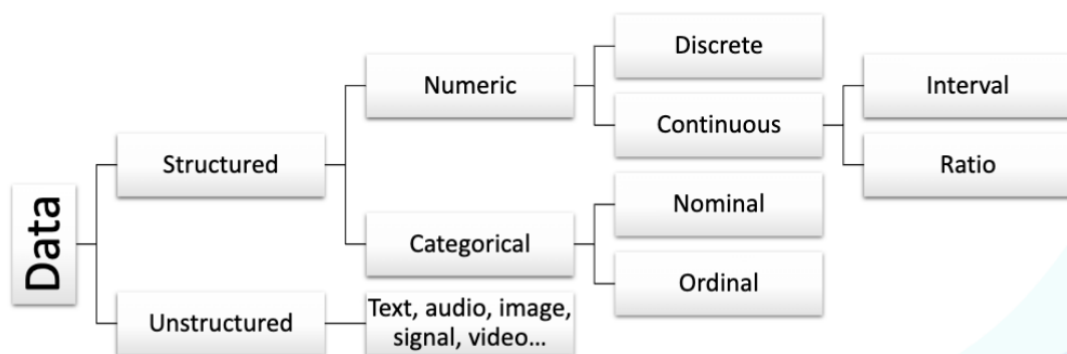 Data
Structured
Numeric
Discrete
Continuous
Interval
Ratio
Categorical
Nominal
Ordinal
Unstructured
Text, audio, image,
signal, video...